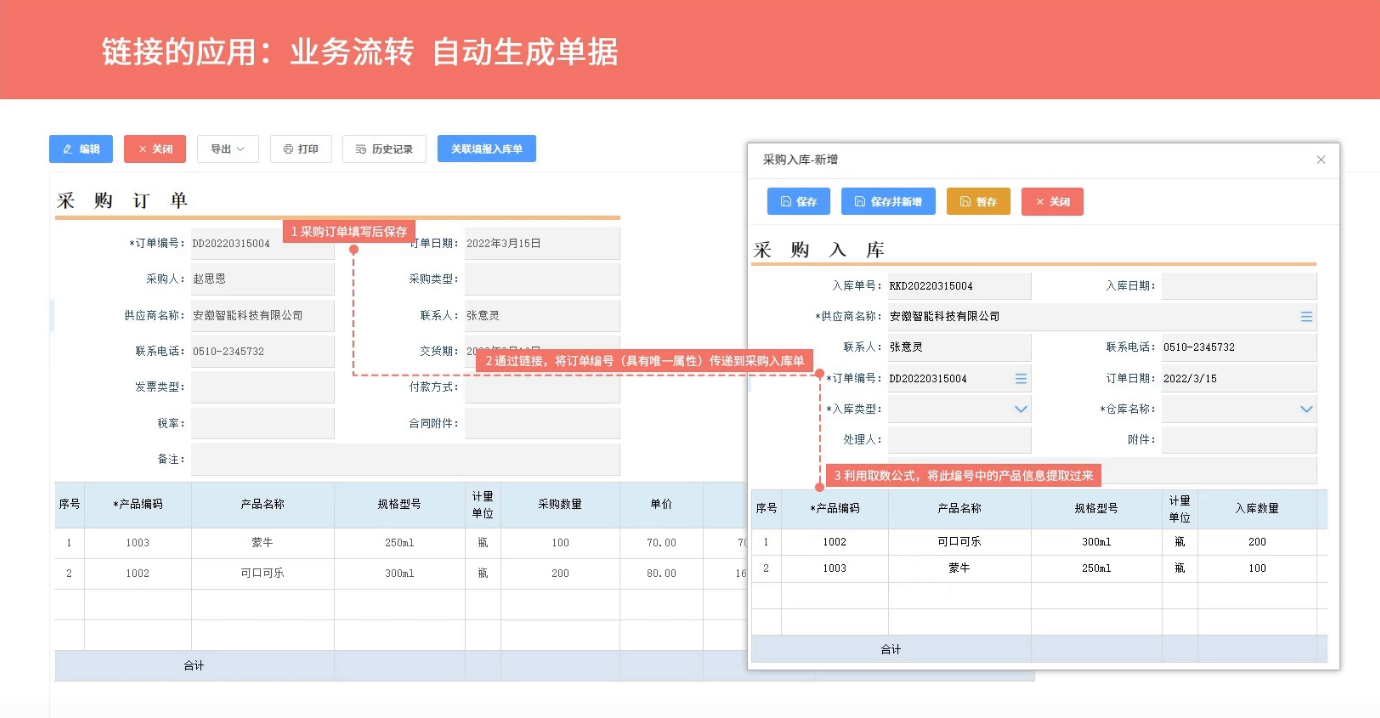 链接的应用：业务流转 自动生成单据
编辑 关闭 导出 打印 历史记录 关联填报入库单
采 购 订 单
1 采购订单填写后保存
*订单编号: DD20220315004 订单日期: 2022年3月15日
采购人: 赵思恩 采购类型:
供应商名称: 安徽智能科技有限公司 联系人: 张意灵
联系电话: 0510-2345732 交货期:
2 通过链接，将订单编号（具有唯一属性）传递到采购入库单
发票类型: 付款方式:
税率: 合同附件:
备注:
序号 *产品编码 产品名称 规格型号 计量单位 采购数量 单价
1 1003 蒙牛 250ml 瓶 100 70.00
2 1002 可口可乐 300ml 瓶 200 80.00
合计
采购入库-新增
保存 保存并新增 暂存 关闭
采 购 入 库
入库单号: RKD20220315004 入库日期:
*供应商名称: 安徽智能科技有限公司
联系人: 张意灵 联系电话: 0510-2345732
*订单编号: DD20220315004 订单日期: 2022/3/15
*入库类型: *仓库名称:
处理人: 附件:
3 利用取数公式，将此编号中的产品信息提取过来
序号 *产品编码 产品名称 规格型号 计量单位 入库数量
1 1002 可口可乐 300ml 瓶 200
2 1003 蒙牛 250ml 瓶 100
合计